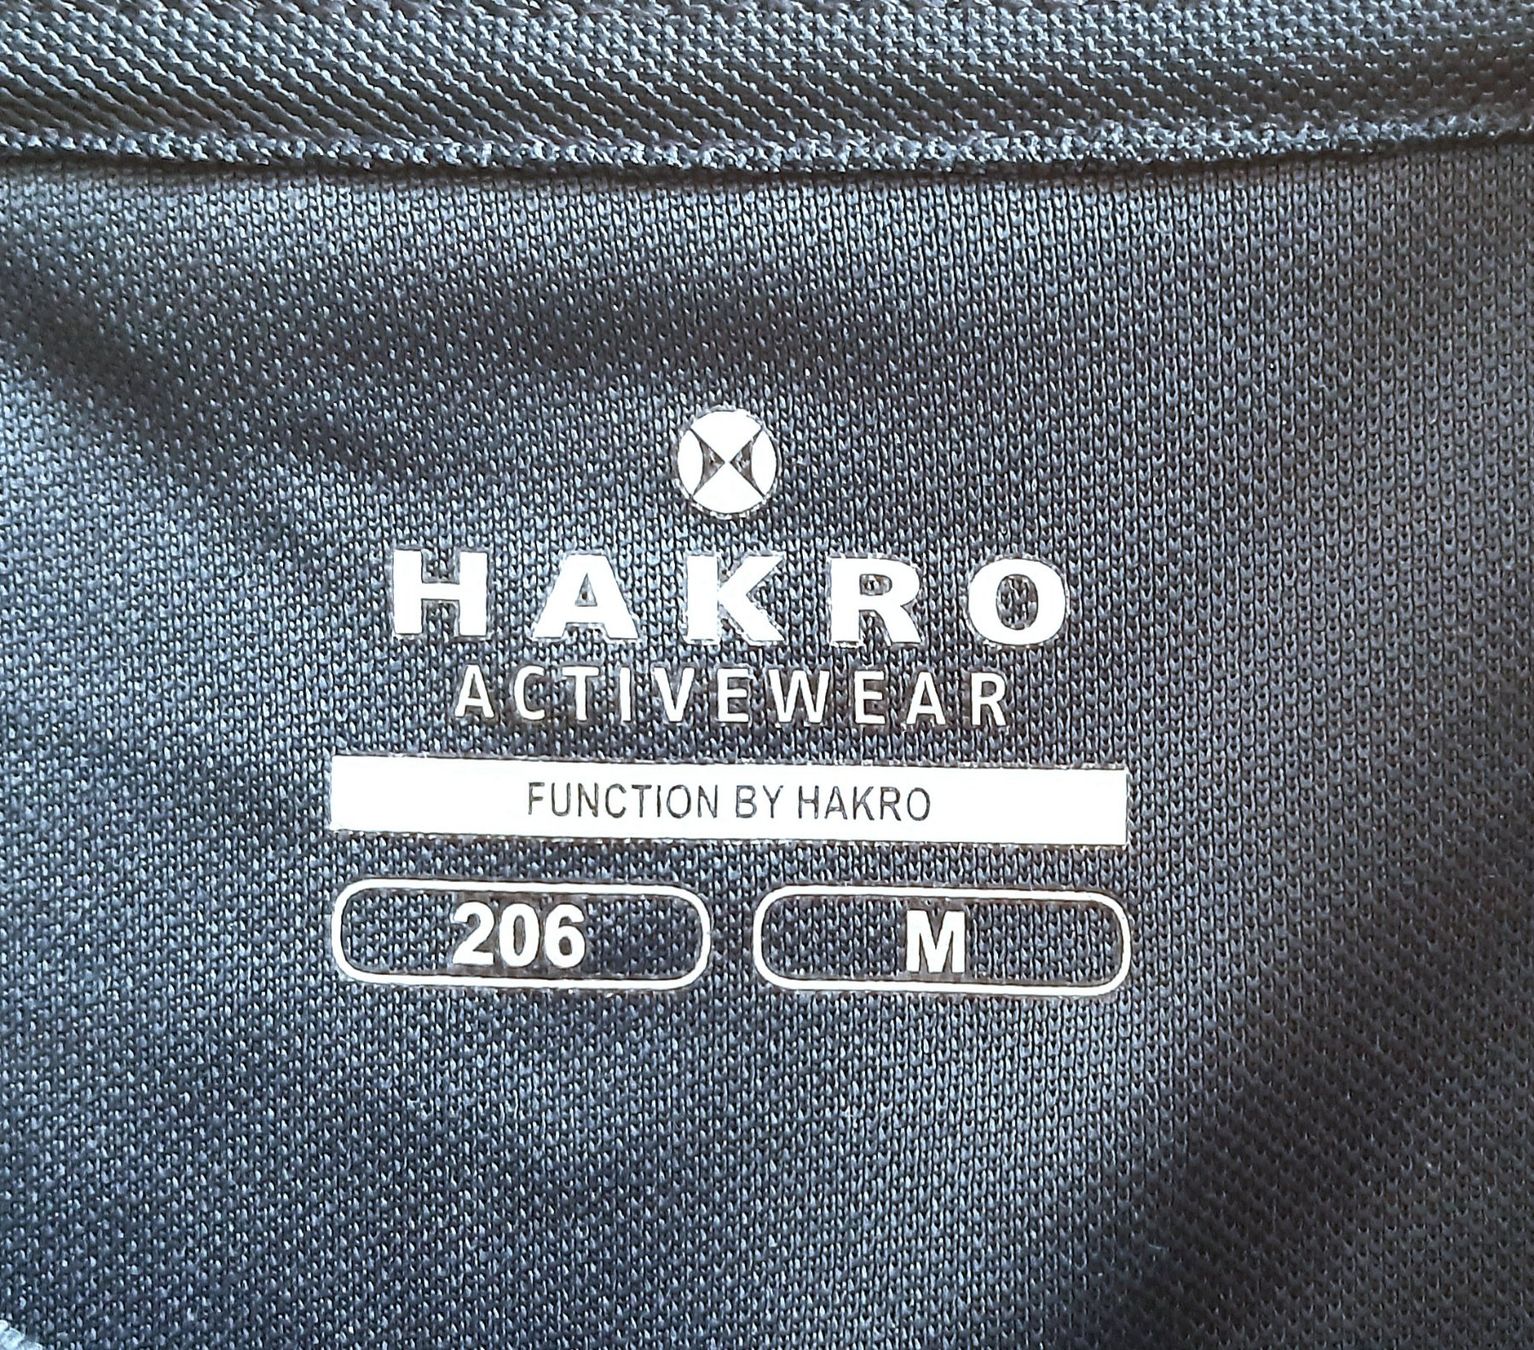 HAKRO
ACTIVEWEAR
FUNCTION BY HAKRO
206 M